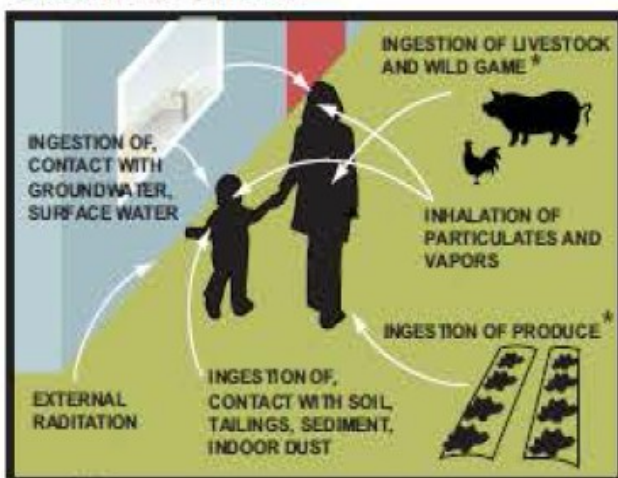 INGESTION OF LIVESTOCK
AND WILD GAME *
INGESTION OF,
CONTACT WITH
GROUNDWATER,
SURFACE WATER
INHALATION OF
PARTICULATES AND
VAPORS
INGESTION OF PRODUCE *
EXTERNAL
RADITATION
INGESTION OF,
CONTACT WITH SOIL,
TAILINGS, SEDIMENT,
INDOOR DUST